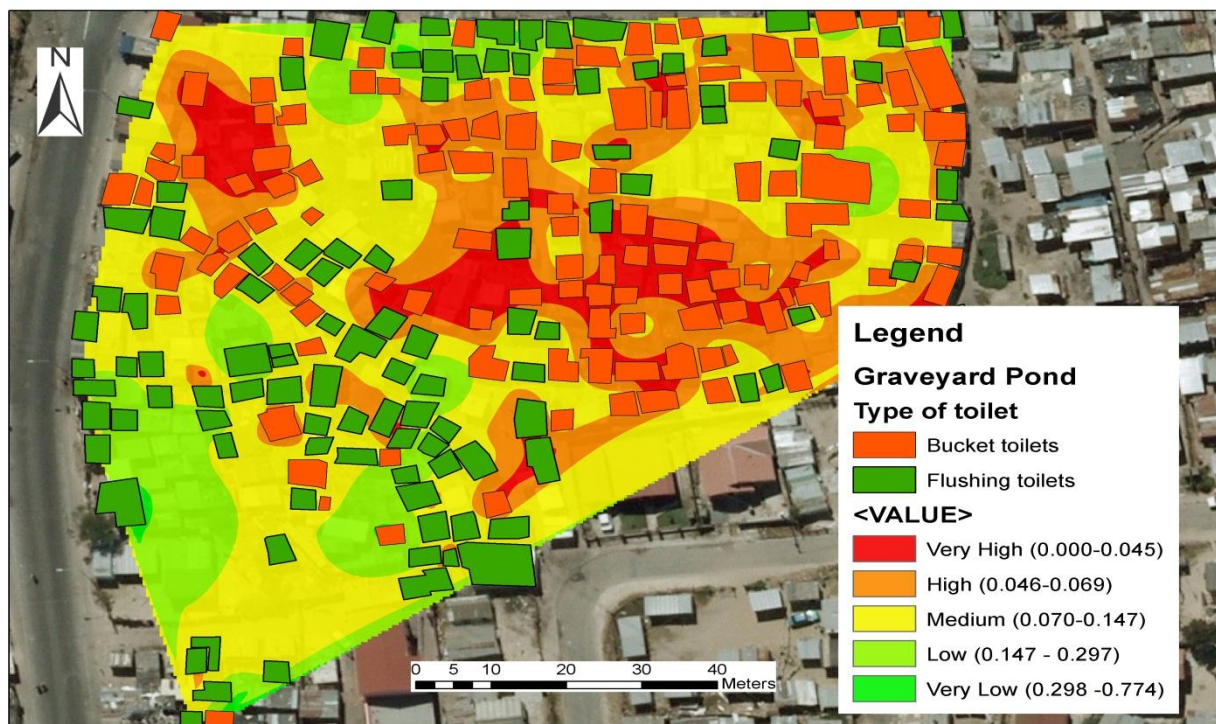 N
Legend
Graveyard Pond
Type of toilet
Bucket toilets
Flushing toilets
<VALUE>
Very High (0.000-0.045)
High (0.046-0.069)
Medium (0.070-0.147)
Low (0.147 - 0.297)
Very Low (0.298 -0.774)
0 5 10 20 30 40
Meters